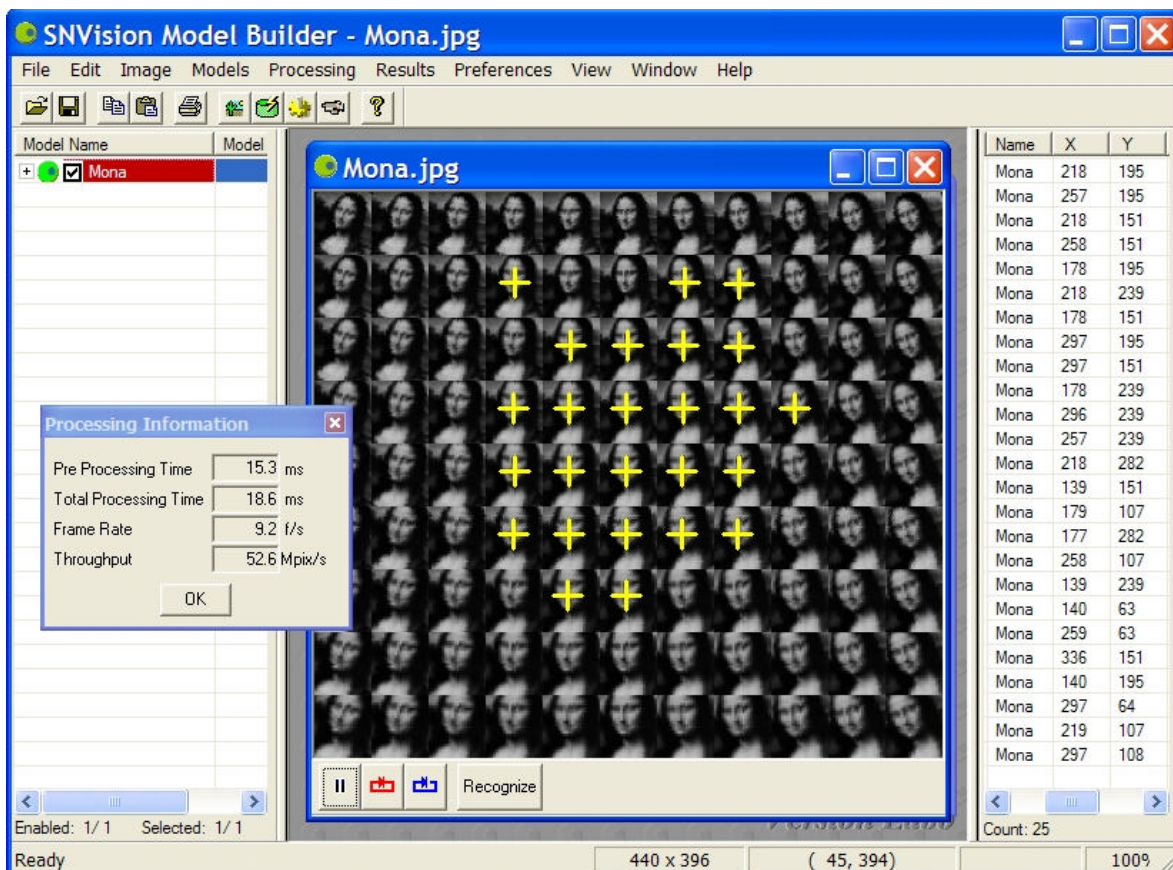 SNVision Model Builder - Mona.jpg
File Edit Image Models Processing Results Preferences View Window Help
Model Name Model
Mona
Mona.jpg
Processing Information
Pre Processing Time 15.3 ms
Total Processing Time 18.6 ms
Frame Rate 9.2 f/s
Throughput 52.6 Mpix/s
OK
Recognize
Name X Y
Mona 218 195
Mona 257 195
Mona 218 151
Mona 258 151
Mona 178 195
Mona 218 239
Mona 178 151
Mona 297 195
Mona 297 151
Mona 178 239
Mona 296 239
Mona 257 239
Mona 218 282
Mona 139 151
Mona 179 107
Mona 177 282
Mona 258 107
Mona 139 239
Mona 140 63
Mona 259 63
Mona 336 151
Mona 140 195
Mona 297 64
Mona 219 107
Mona 297 108
Enabled: 1/1 Selected: 1/1
Count: 25
Ready 440 x 396 ( 45, 394) 100%